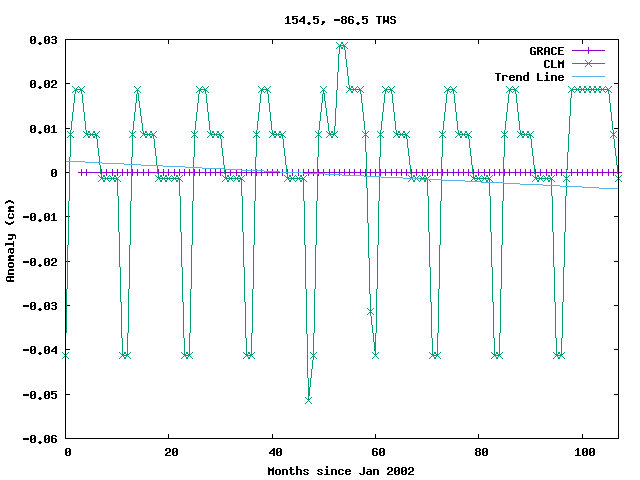 154.5, -86.5 TWS
GRACE
CLM
Trend Line
0.03
0.02
0.01
0
-0.01
-0.02
-0.03
-0.04
-0.05
-0.06
Anomaly (cm)
0 20 40 60 80 100
Months since Jan 2002